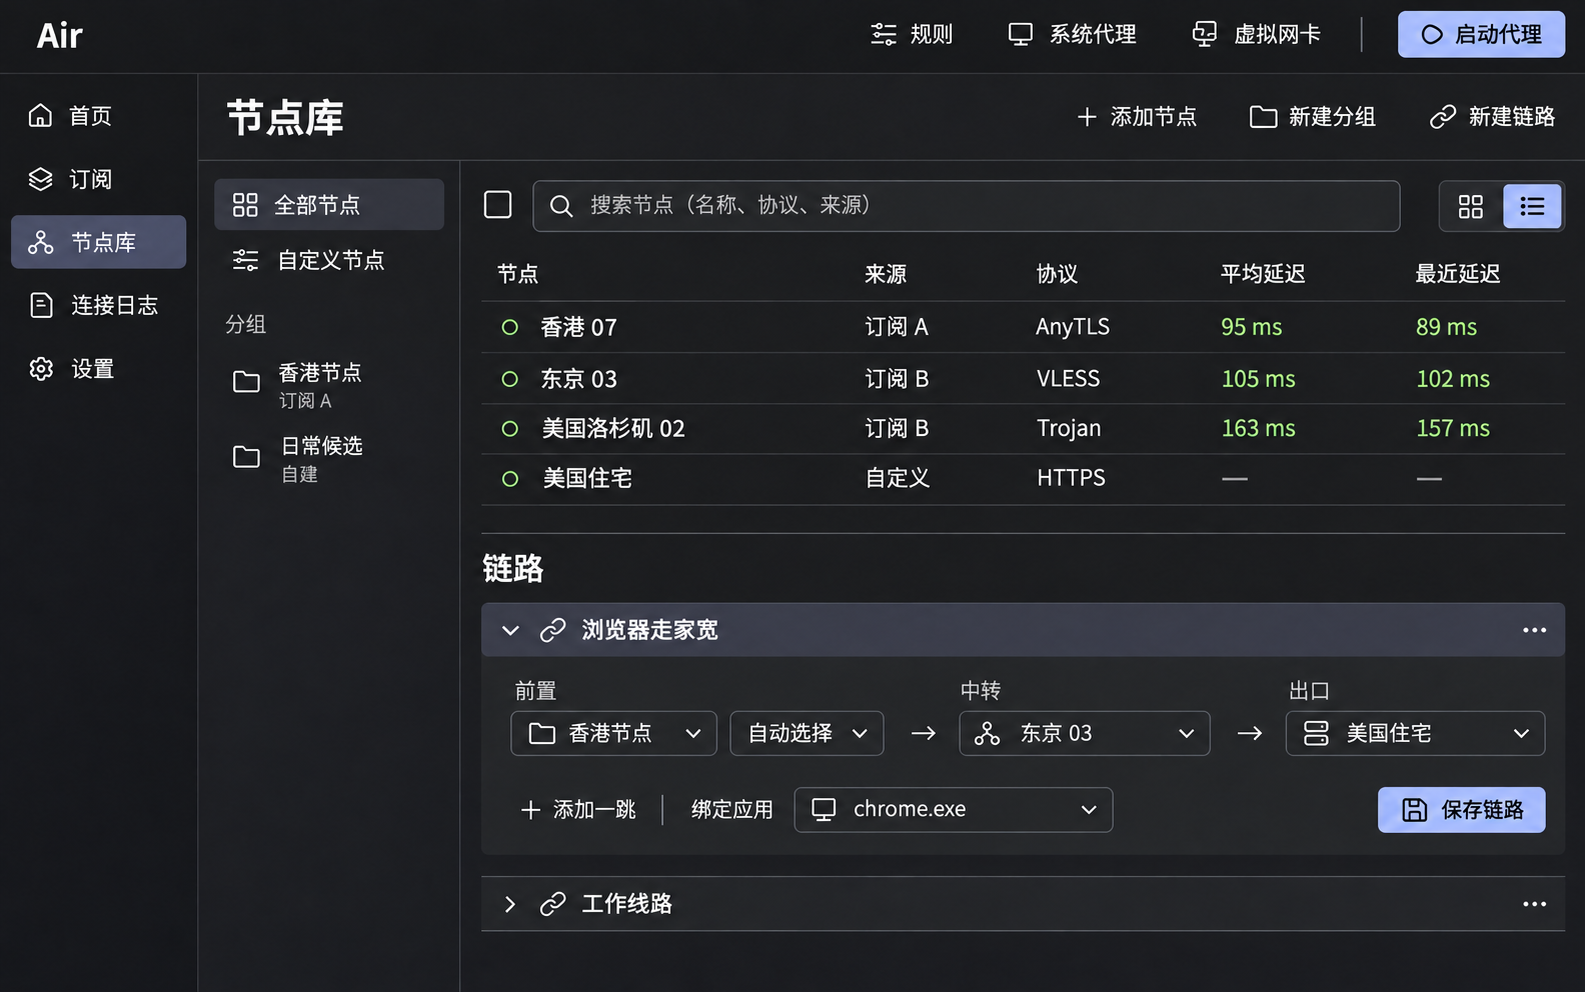 Air
规则
系统代理
虚拟网卡
启动代理
首页
订阅
节点库
连接日志
设置
节点库
添加节点
新建分组
新建链路
全部节点
自定义节点
分组
香港节点
订阅 A
日常候选
自建
搜索节点（名称、协议、来源）
节点 来源 协议 平均延迟 最近延迟
香港 07 订阅 A AnyTLS 95 ms 89 ms
东京 03 订阅 B VLESS 105 ms 102 ms
美国洛杉矶 02 订阅 B Trojan 163 ms 157 ms
美国住宅 自定义 HTTPS — —
链路
浏览器走家宽
前置 中转 出口
香港节点 自动选择 → 东京 03 → 美国住宅
添加一跳 绑定应用 chrome.exe 保存链路
工作线路